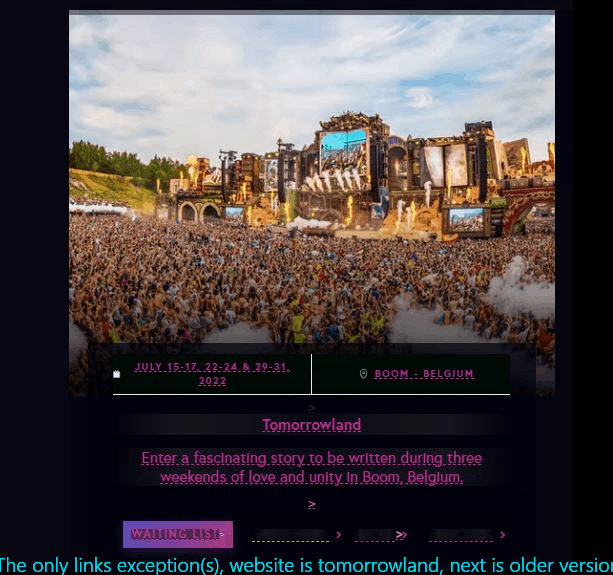 JULY 15-17, 22-24 & 29-31,
2022
BOOM - BELGIUM
>
Tomorrowland
Enter a fascinating story to be written during three
weekends of love and unity in Boom, Belgium.
>
WAITING LIST> > > >
The only links exception(s), website is tomorrowland, next is older versio